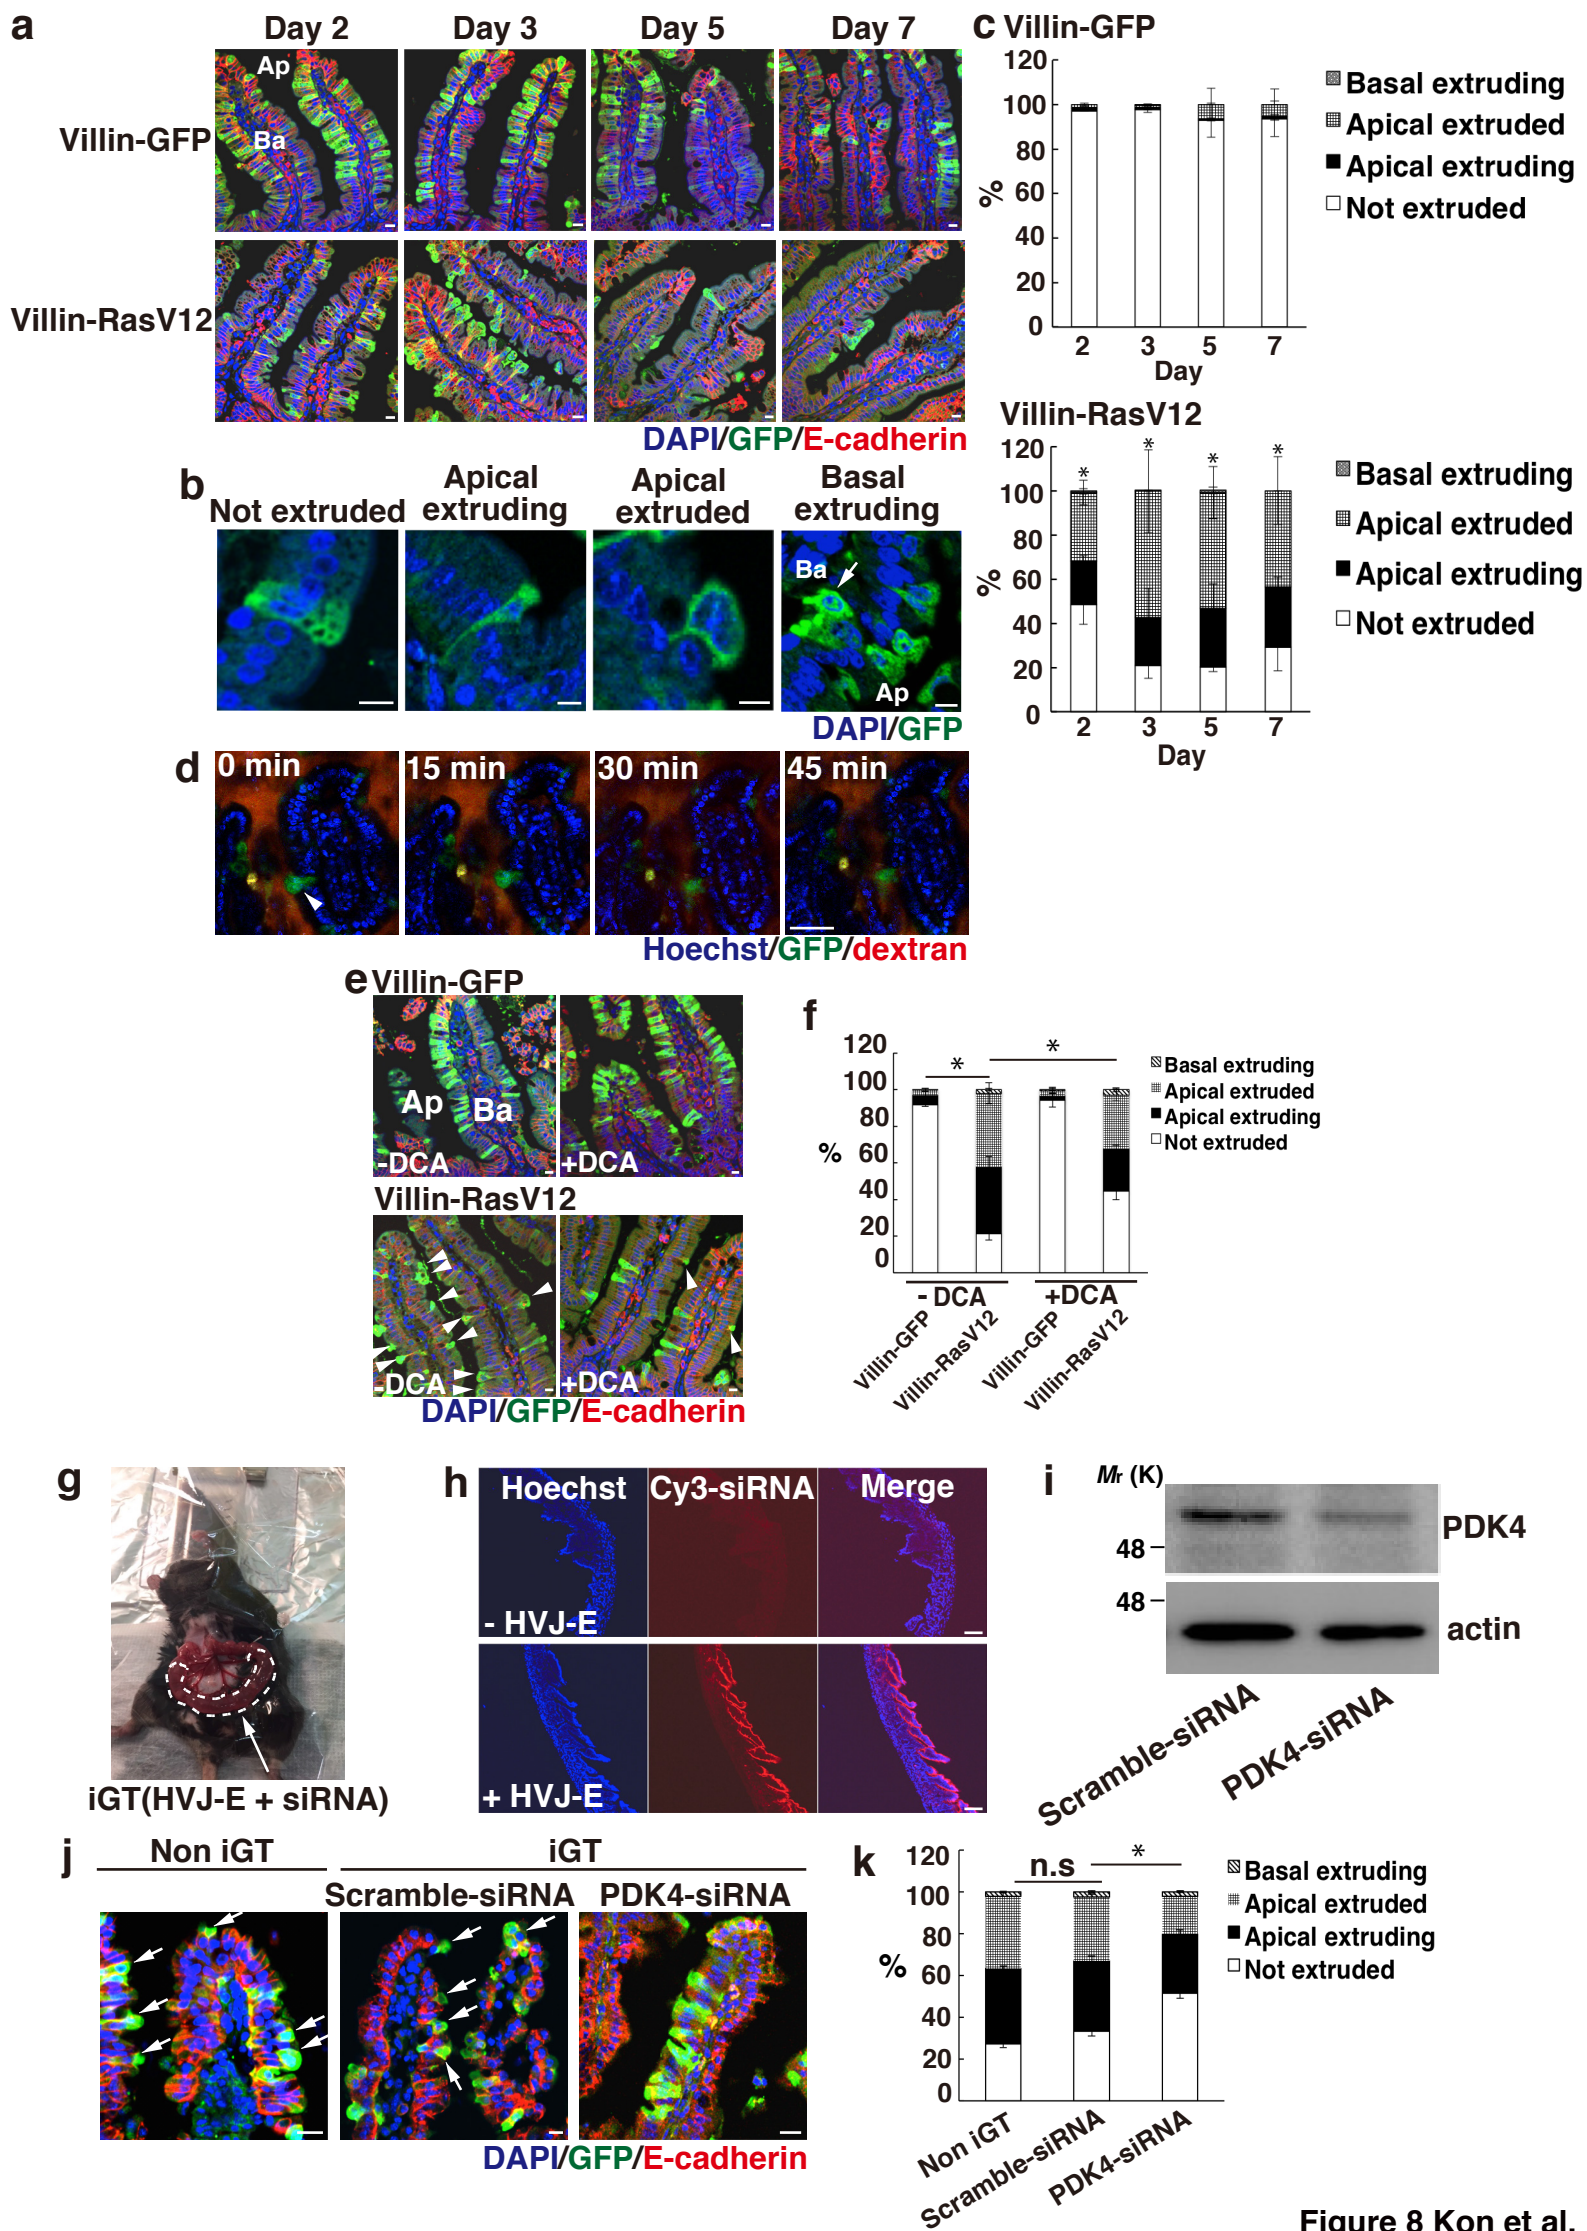 a
Day 2 Day 3 Day 5 Day 7
Villin-GFP
Ap
Ba
Villin-RasV12
DAPI/GFP/E-cadherin
c Villin-GFP
120
100
80
60
40
20
0
%
2 3 5 7
Day
Basal extruding
Apical extruded
Apical extruding
Not extruded
Villin-RasV12
120
100
80
60
40
20
0
%
* * * *
2 3 5 7
Day
Basal extruding
Apical extruded
Apical extruding
Not extruded
b
Not extruded
Apical extruding
Apical extruded
Basal extruding
Ba
Ap
DAPI/GFP
d
0 min 15 min 30 min 45 min
Hoechst/GFP/dextran
e Villin-GFP
Ap Ba
-DCA +DCA
Villin-RasV12
-DCA +DCA
DAPI/GFP/E-cadherin
f
120
100
80
60
40
20
0
%
* *
Basal extruding
Apical extruded
Apical extruding
Not extruded
- DCA +DCA
Villin-GFP Villin-RasV12 Villin-GFP Villin-RasV12
g
iGT(HVJ-E + siRNA)
h
Hoechst Cy3-siRNA Merge
- HVJ-E
+ HVJ-E
i
Mr (K)
48
PDK4
48
actin
Scramble-siRNA PDK4-siRNA
j
Non iGT iGT
Scramble-siRNA PDK4-siRNA
DAPI/GFP/E-cadherin
k
120
100
80
60
40
20
0
%
n.s *
Basal extruding
Apical extruded
Apical extruding
Not extruded
Non iGT Scramble-siRNA PDK4-siRNA
Figure 8 Kon et al.